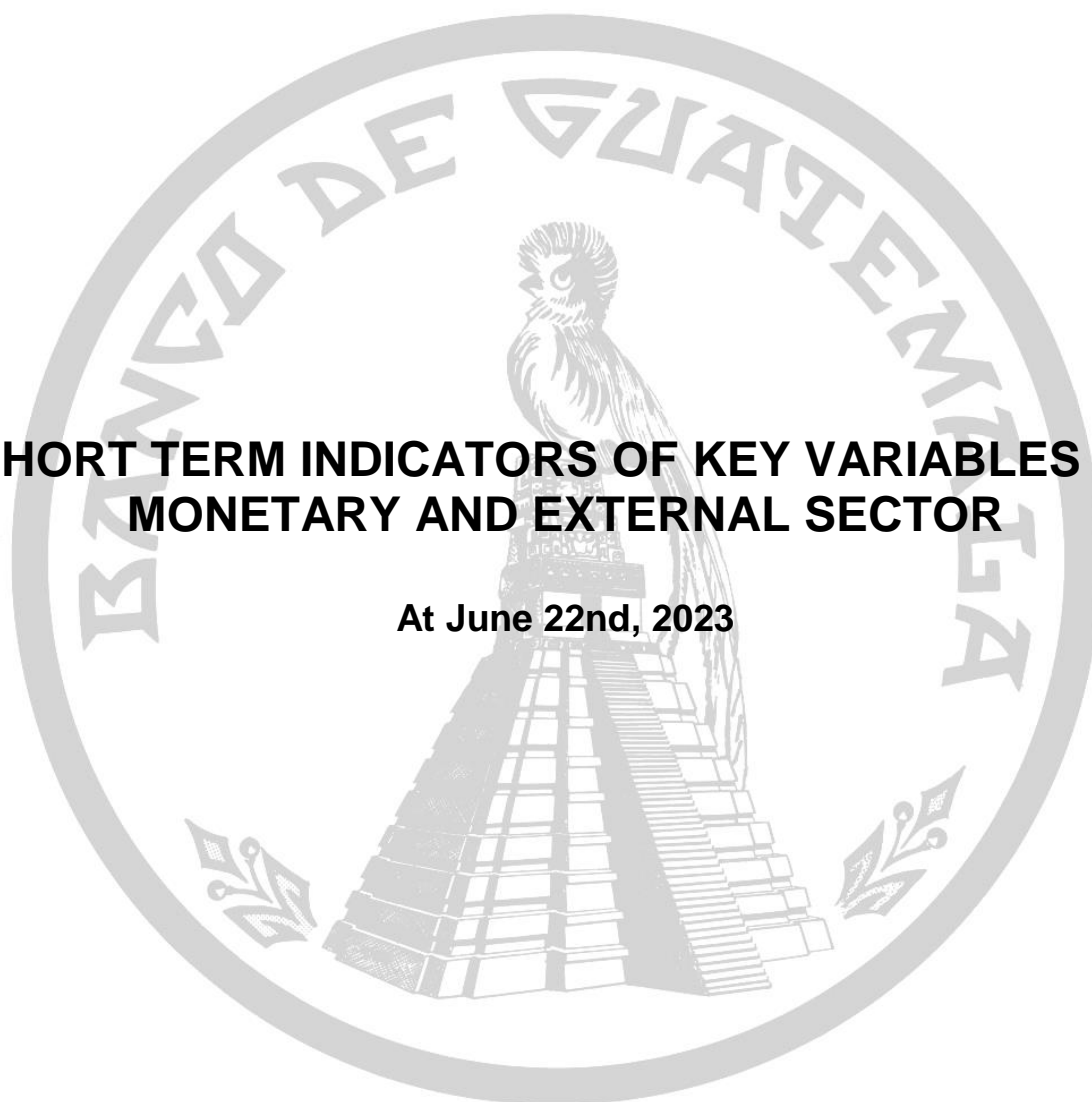 BANCO DE GUATEMALA
HORT TERM INDICATORS OF KEY VARIABLES
MONETARY AND EXTERNAL SECTOR
At June 22nd, 2023